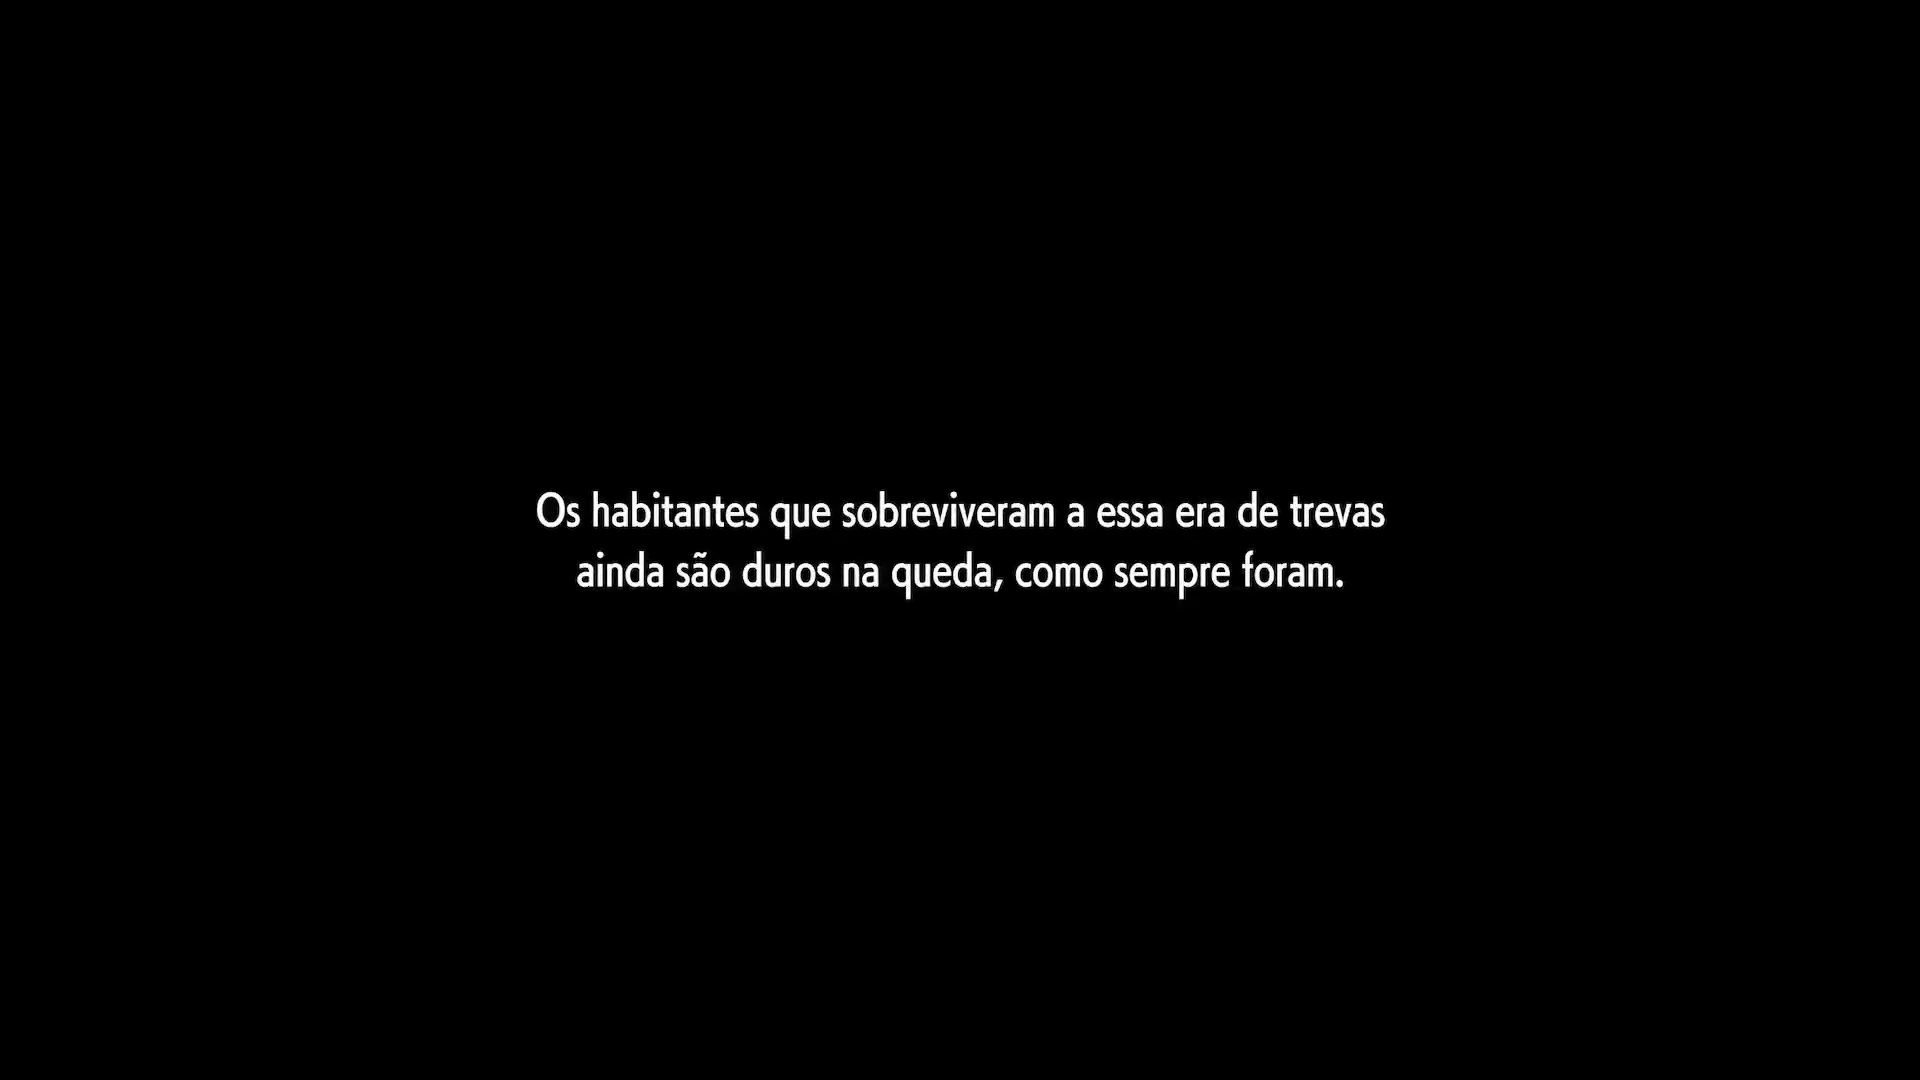 Os habitantes que sobreviveram a essa era de trevas
ainda são duros na queda, como sempre foram.